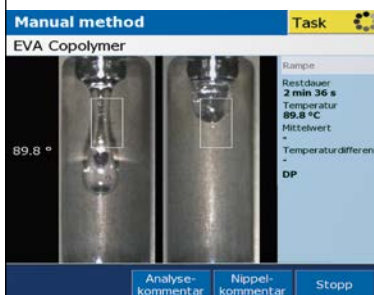 Manual method
Task
EVA Copolymer
Rampe
Restdauer
2 min 36 s
Temperatur
89.8 °C
Mittelwert
-
Temperaturdifferen
-
DP
89.8 °
Analyse-
kommentar
Nippel-
kommentar
Stopp